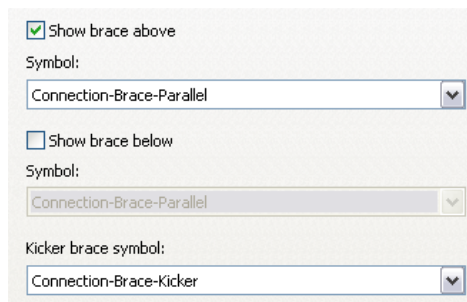 Show brace above
Symbol:
Connection-Brace-Parallel
Show brace below
Symbol:
Connection-Brace-Parallel
Kicker brace symbol:
Connection-Brace-Kicker